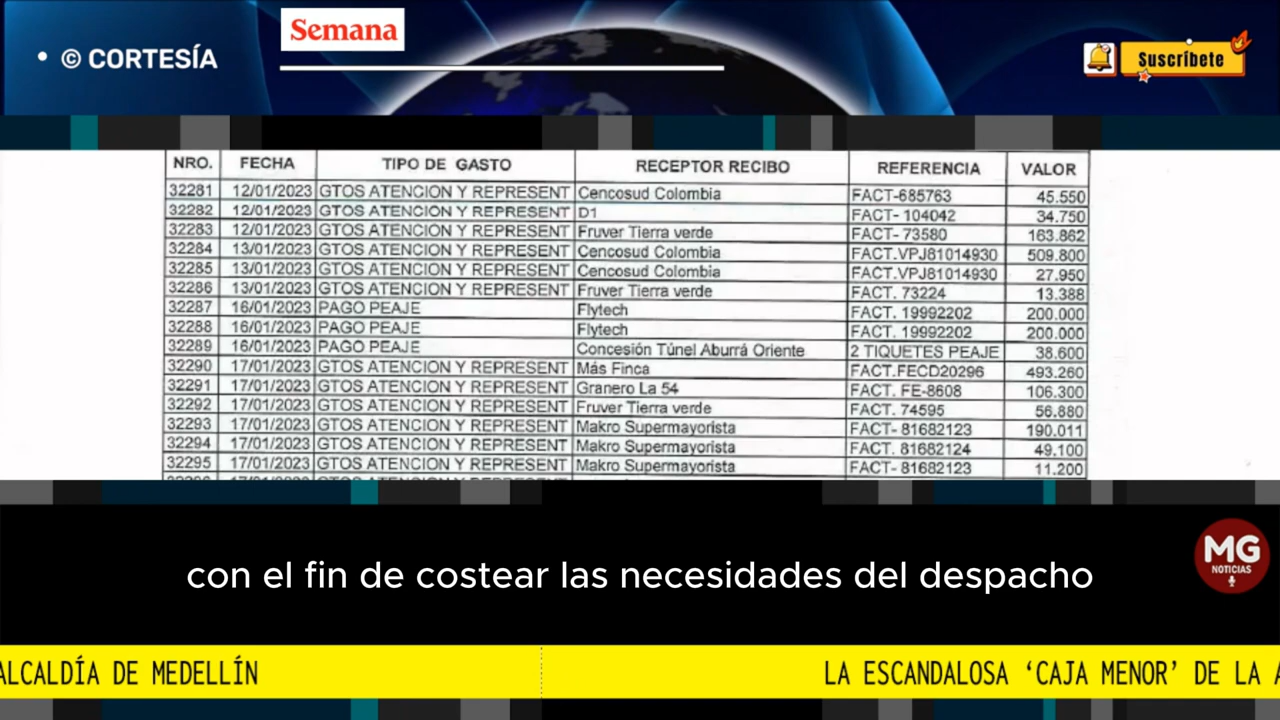 Semana
• © CORTESÍA
Suscríbete
NRO. FECHA TIPO DE GASTO RECEPTOR RECIBO REFERENCIA VALOR
32281 12/01/2023 GTOS ATENCION Y REPRESENT Cencosud Colombia FACT-685763 45.550
32282 12/01/2023 GTOS ATENCION Y REPRESENT D1 FACT- 104042 34.750
32283 12/01/2023 GTOS ATENCION Y REPRESENT Fruver Tierra verde FACT- 73580 163.862
32284 13/01/2023 GTOS ATENCION Y REPRESENT Cencosud Colombia FACT.VPJ81014930 509.800
32285 13/01/2023 GTOS ATENCION Y REPRESENT Cencosud Colombia FACT.VPJ81014930 27.950
32286 13/01/2023 GTOS ATENCION Y REPRESENT Fruver Tierra verde FACT. 73224 13.388
32287 16/01/2023 PAGO PEAJE Flytech FACT. 19992202 200.000
32288 16/01/2023 PAGO PEAJE Flytech FACT. 19992202 200.000
32289 16/01/2023 PAGO PEAJE Concesión Túnel Aburrá Oriente 2 TIQUETES PEAJE 38.600
32290 17/01/2023 GTOS ATENCION Y REPRESENT Más Finca FACT.FECD20296 493.260
32291 17/01/2023 GTOS ATENCION Y REPRESENT Granero La 54 FACT. FE-8608 106.300
32292 17/01/2023 GTOS ATENCION Y REPRESENT Fruver Tierra verde FACT. 74595 56.880
32293 17/01/2023 GTOS ATENCION Y REPRESENT Makro Supermayorista FACT- 81682123 190.011
32294 17/01/2023 GTOS ATENCION Y REPRESENT Makro Supermayorista FACT. 81682124 49.100
32295 17/01/2023 GTOS ATENCION Y REPRESENT Makro Supermayorista FACT- 81682123 11.200
con el fin de costear las necesidades del despacho
MG
NOTICIAS
ALCALDÍA DE MEDELLÍN LA ESCANDALOSA ‘CAJA MENOR’ DE LA